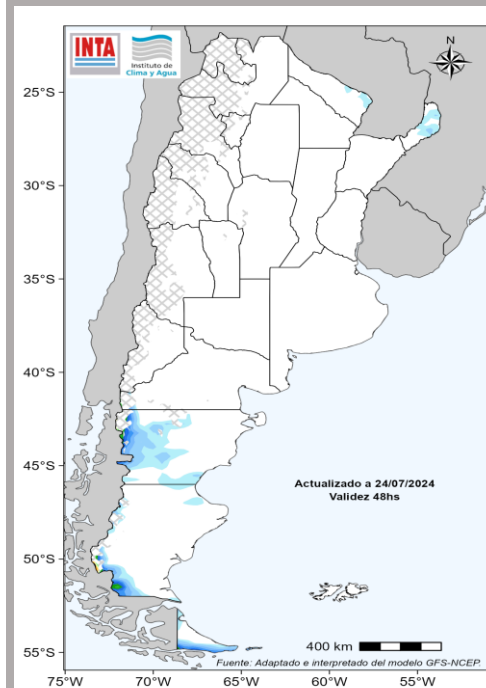 INTA
Instituto de
Clima y Agua
N
25°S
30°S
35°S
40°S
45°S
50°S
55°S
Actualizado a 24/07/2024
Validez 48hs
400 km
Fuente: Adaptado e interpretado del modelo GFS-NCEP.
75°W
70°W
65°W
60°W
55°W